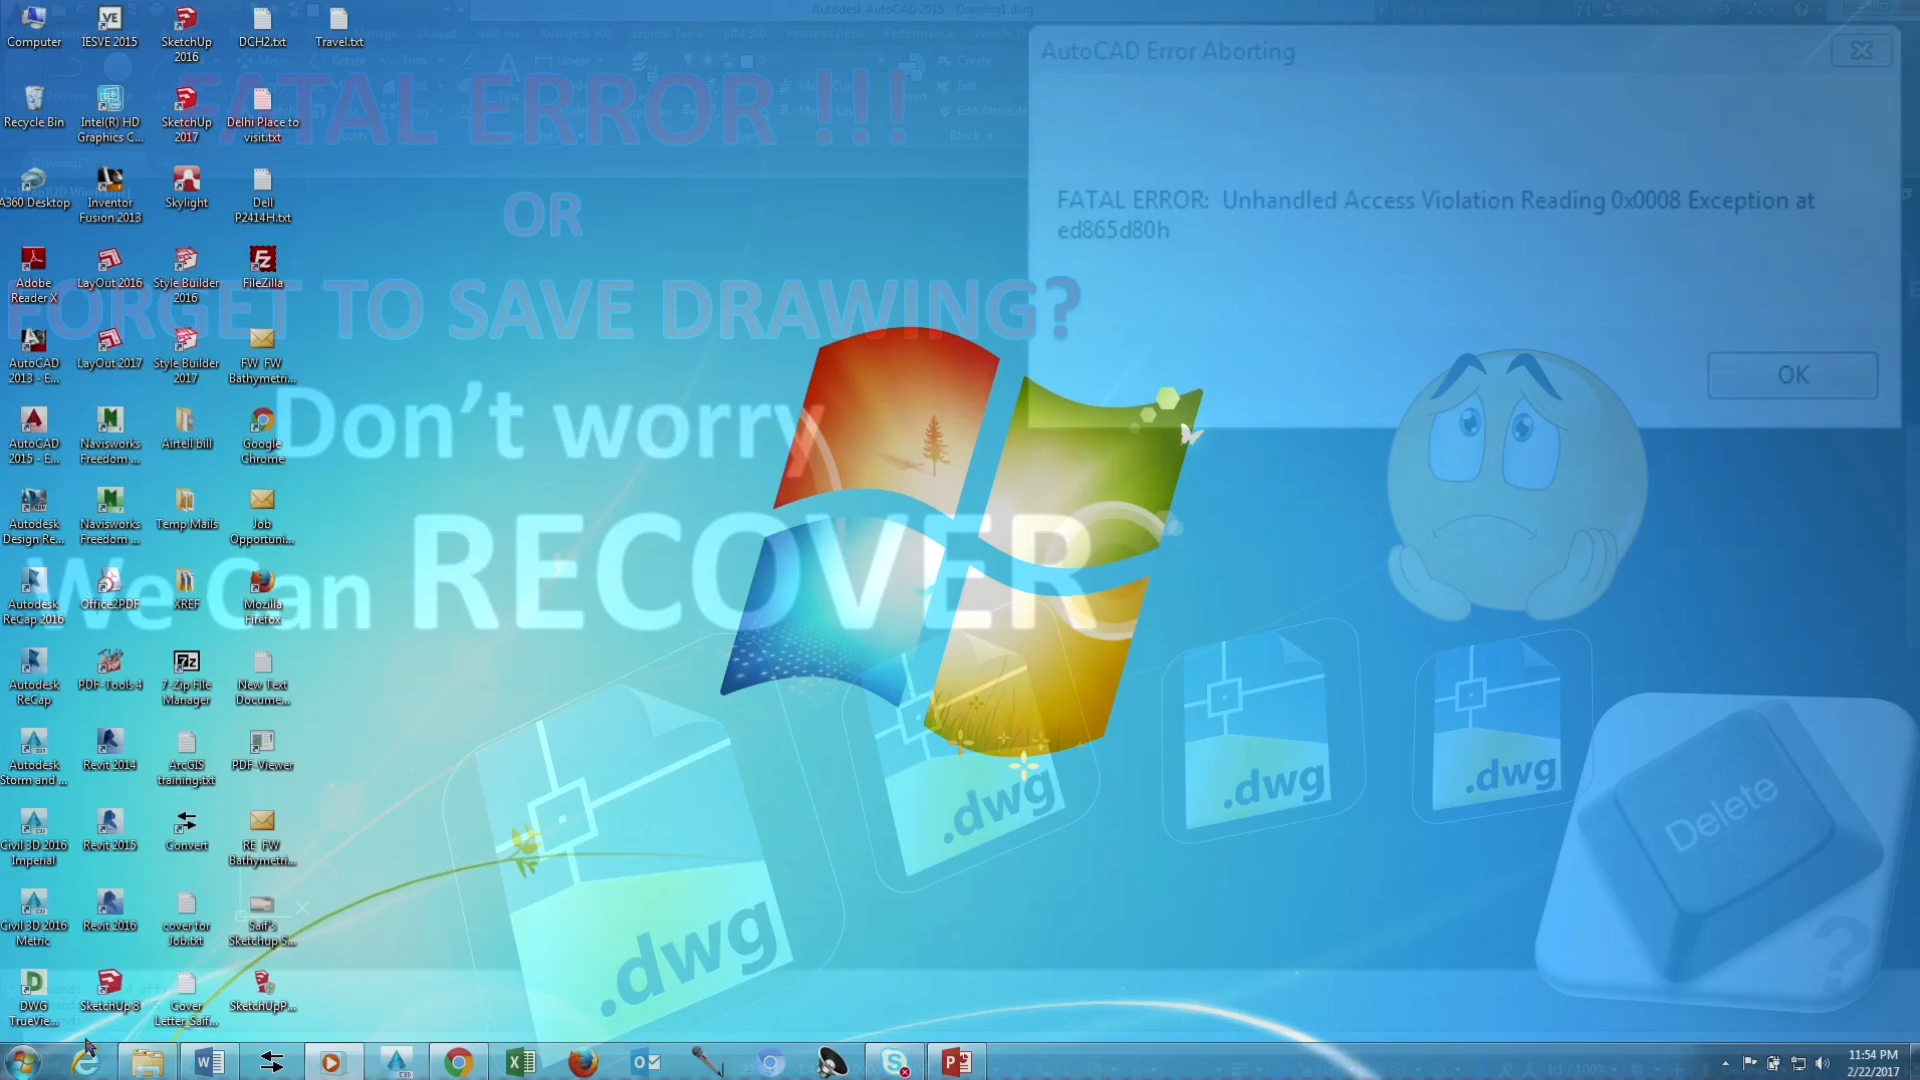 Autodesk AutoCAD 2015 Drawing1.dwg
Computer
IESVE 2015
SketchUp
2016
DCH2.txt
Travel.txt
AutoCAD Error Aborting
FATAL ERROR !!!
Recycle Bin
Intel(R) HD
Graphics C...
SketchUp
2017
Delhi Place to
visit.txt
A360 Desktop
Inventor
Fusion 2013
Skylight
Dell
P2414H.txt
OR
FATAL ERROR: Unhandled Access Violation Reading 0x0008 Exception at
ed865d80h
Adobe
Reader X
LayOut 2016
Style Builder
2016
FileZilla
FORGET TO SAVE DRAWING?
AutoCAD
2013 - E...
LayOut 2017
Style Builder
2017
FW FW
Bathymetri...
OK
AutoCAD
2015 - E...
Navisworks
Freedom ...
Airtell bill
Google
Chrome
Don't worry
Autodesk
Design Re...
Navisworks
Freedom ...
Temp Mails
Job
Opportuni...
We Can RECOVER
Autodesk
ReCap 2016
Office2PDF
XREF
Mozilla
Firefox
Autodesk
ReCap
PDF-Tools 4
7-Zip File
Manager
New Text
Docume...
Autodesk
Storm and ...
Revit 2014
ArcGIS
training.txt
PDF-Viewer
.dwg
.dwg
.dwg
.dwg
Delete
?
Civil 3D 2016
Imperial
Revit 2015
Convert
RE FW
Bathymetri...
Civil 3D 2016
Metric
Revit 2016
cover for
Job.txt
Saif's
Sketchup S...
DWG
TrueVie...
SketchUp 8
Cover
Letter_Saif...
SketchUpP...
11:54 PM
2/22/2017